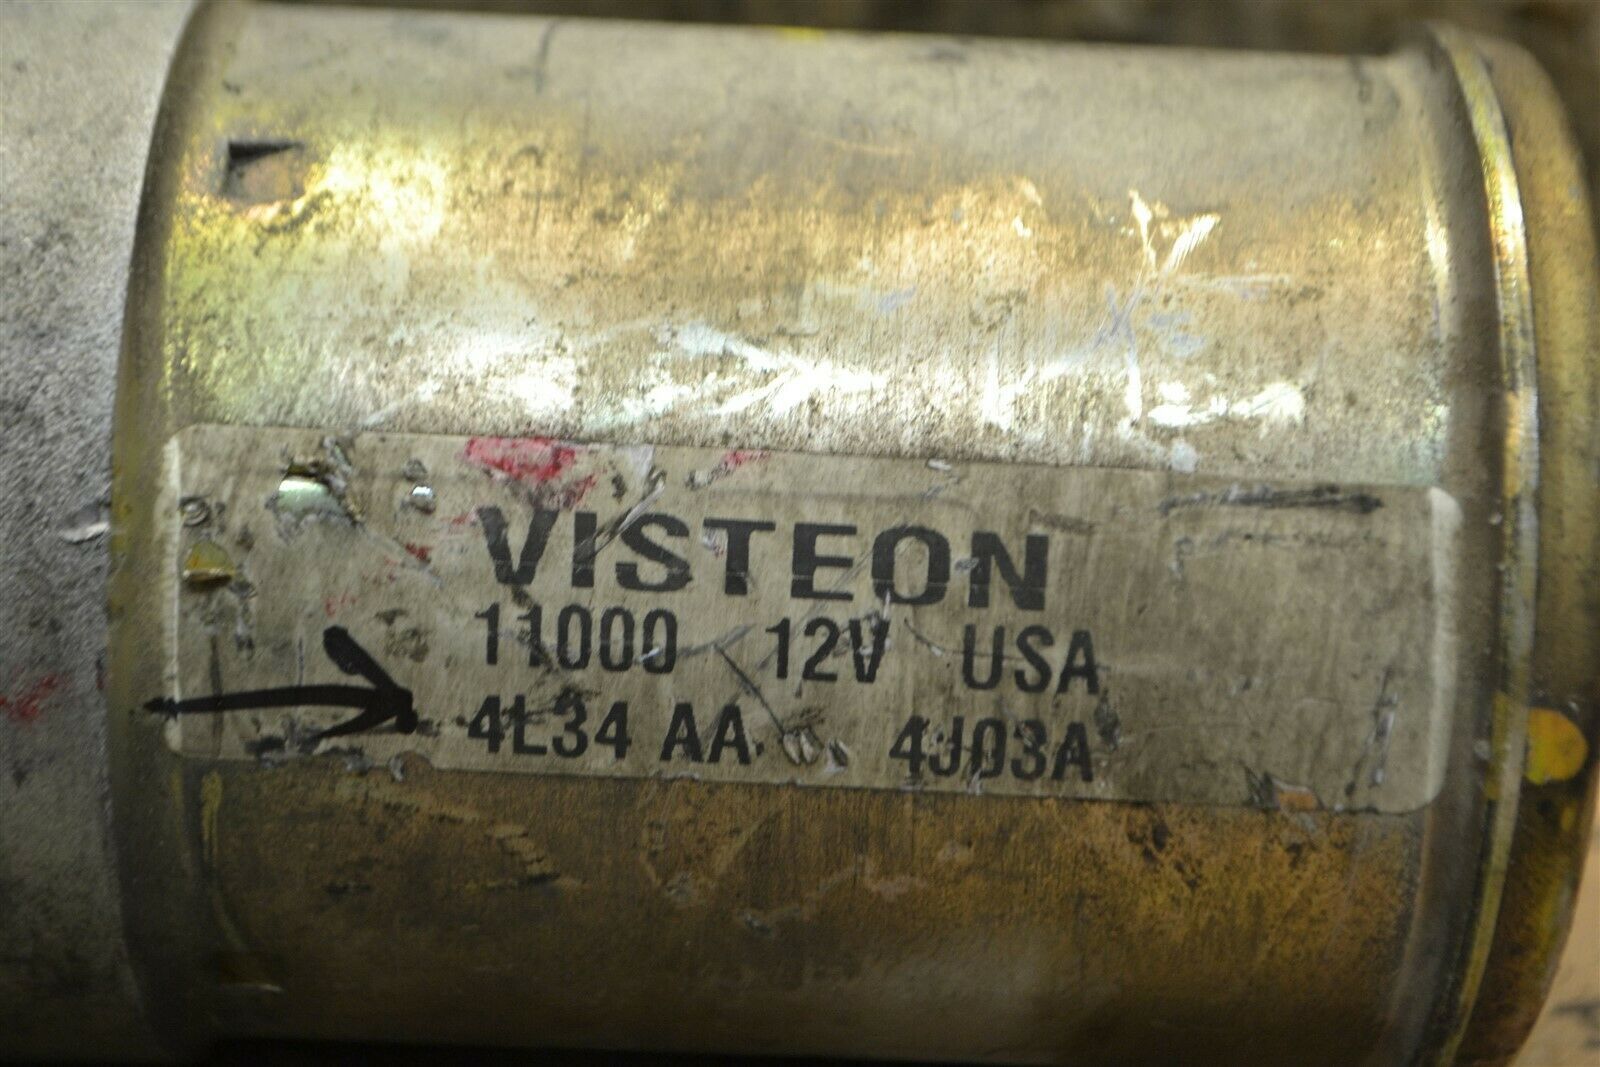 VISTEON
11000 12V USA
4L34 AA 4J03A